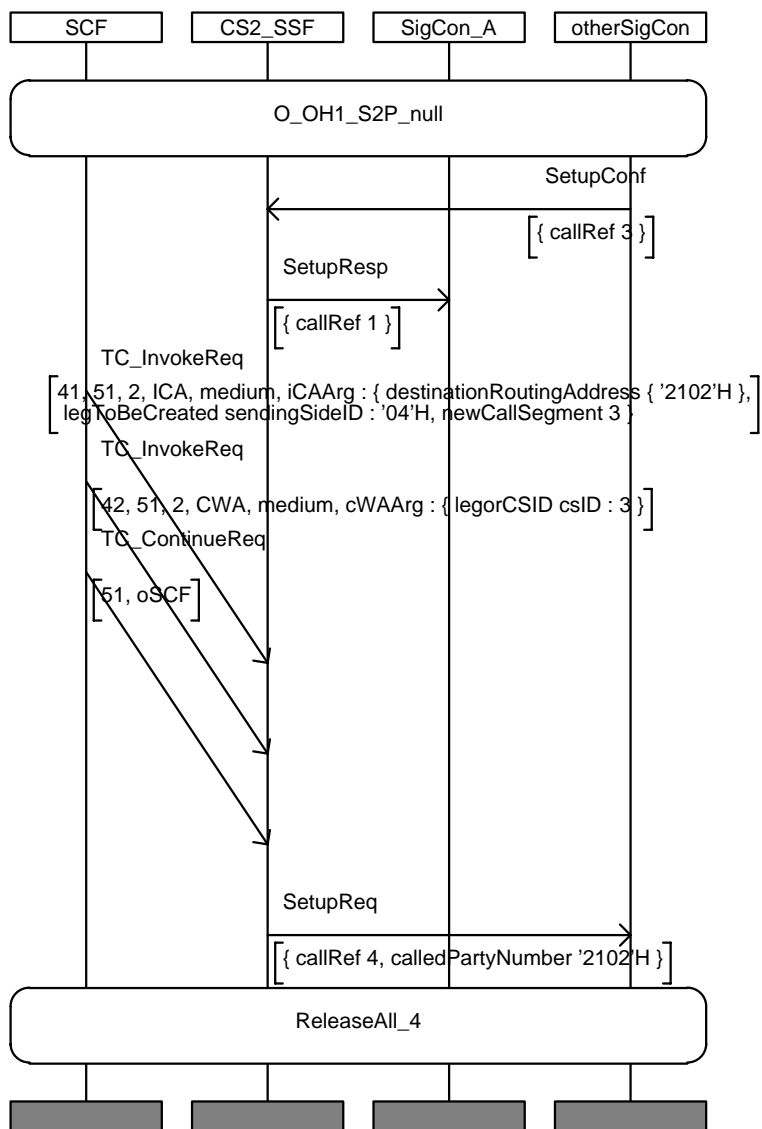 SCF CS2_SSF SigCon_A otherSigCon
O_OH1_S2P_null
SetupConf
{ callRef 3 }
SetupResp
{ callRef 1 }
TC_InvokeReq
41, 51, 2, ICA, medium, iCAArg : { destinationRoutingAddress { '2102'H },
legToBeCreated sendingSideID : '04'H, newCallSegment 3 }
TC_InvokeReq
42, 51, 2, CWA, medium, cWAArg : { legorCSID csID : 3 }
TC_ContinueReq
51, oSCF
SetupReq
{ callRef 4, calledPartyNumber '2102'H }
ReleaseAll_4